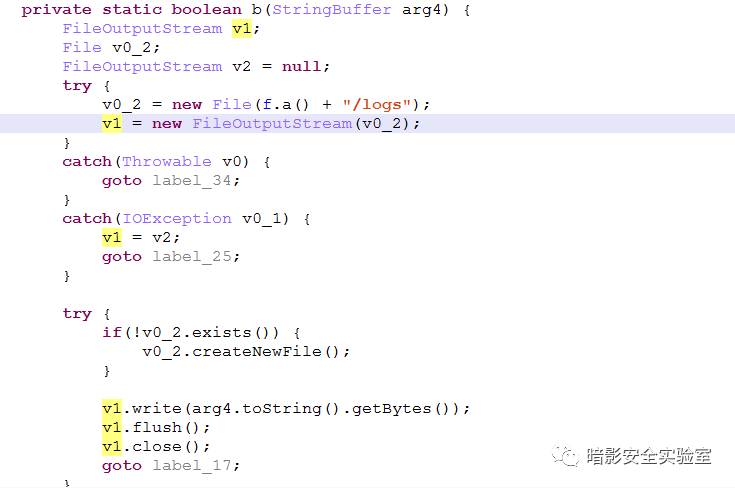 private static boolean b(StringBuffer arg4) {
    FileOutputStream v1;
    File v0_2;
    FileOutputStream v2 = null;
    try {
        v0_2 = new File(f.a() + "/logs");
        v1 = new FileOutputStream(v0_2);
    }
    catch(Throwable v0) {
        goto label_34;
    }
    catch(IOException v0_1) {
        v1 = v2;
        goto label_25;
    }
    try {
        if(!v0_2.exists()) {
            v0_2.createNewFile();
        }
        v1.write(arg4.toString().getBytes());
        v1.flush();
        v1.close();
        goto label_17;
    }
暗影安全实验室